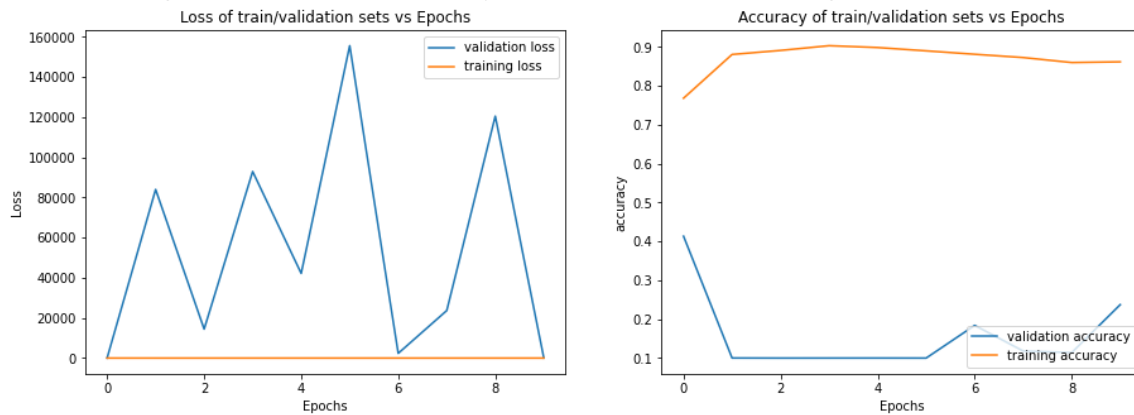 Loss of train/validation sets vs Epochs
160000
140000
120000
100000
80000
60000
40000
20000
0
Loss
validation loss
training loss
0
2
4
6
8
Epochs
Accuracy of train/validation sets vs Epochs
0.9
0.8
0.7
0.6
0.5
0.4
0.3
0.2
0.1
accuracy
validation accuracy
training accuracy
0
2
4
6
8
Epochs